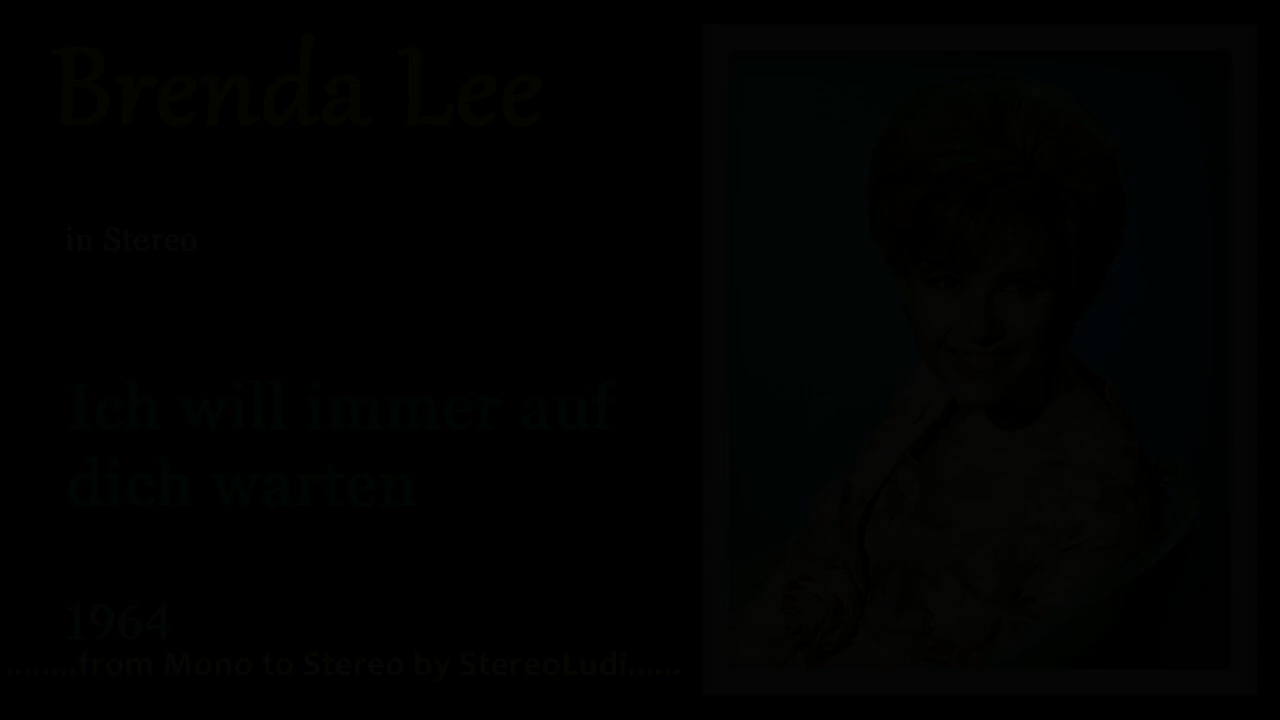 Brenda Lee
in Stereo
Ich will immer auf
dich warten
1964
........from Mono to Stereo by StereoLudi......